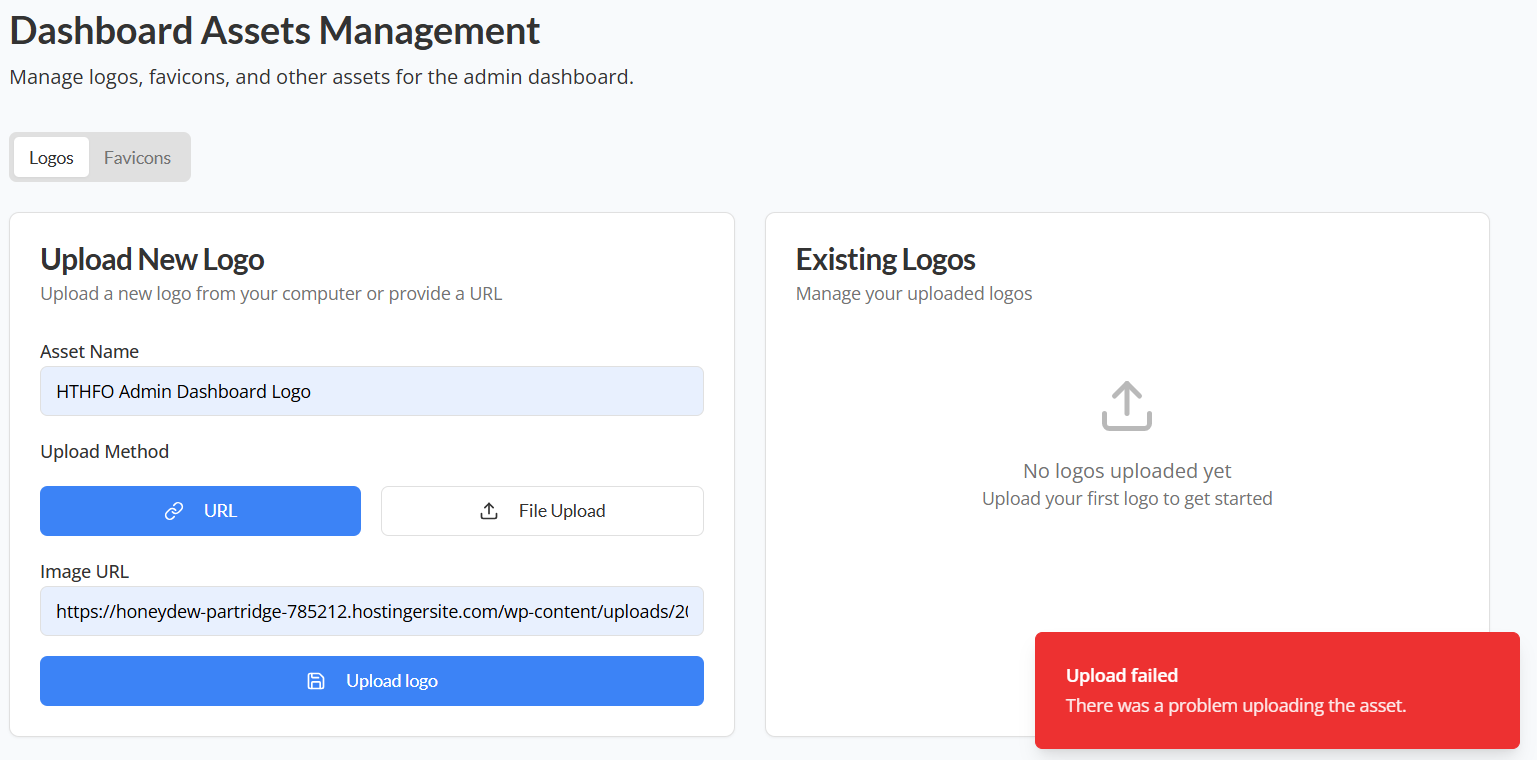 Dashboard Assets Management
Manage logos, favicons, and other assets for the admin dashboard.
Logos
Favicons
Upload New Logo
Upload a new logo from your computer or provide a URL
Asset Name
HTHFO Admin Dashboard Logo
Upload Method
URL
File Upload
Image URL
https://honeydew-partridge-785212.hostingersite.com/wp-content/uploads/20
Upload logo
Existing Logos
Manage your uploaded logos
No logos uploaded yet
Upload your first logo to get started
Upload failed
There was a problem uploading the asset.